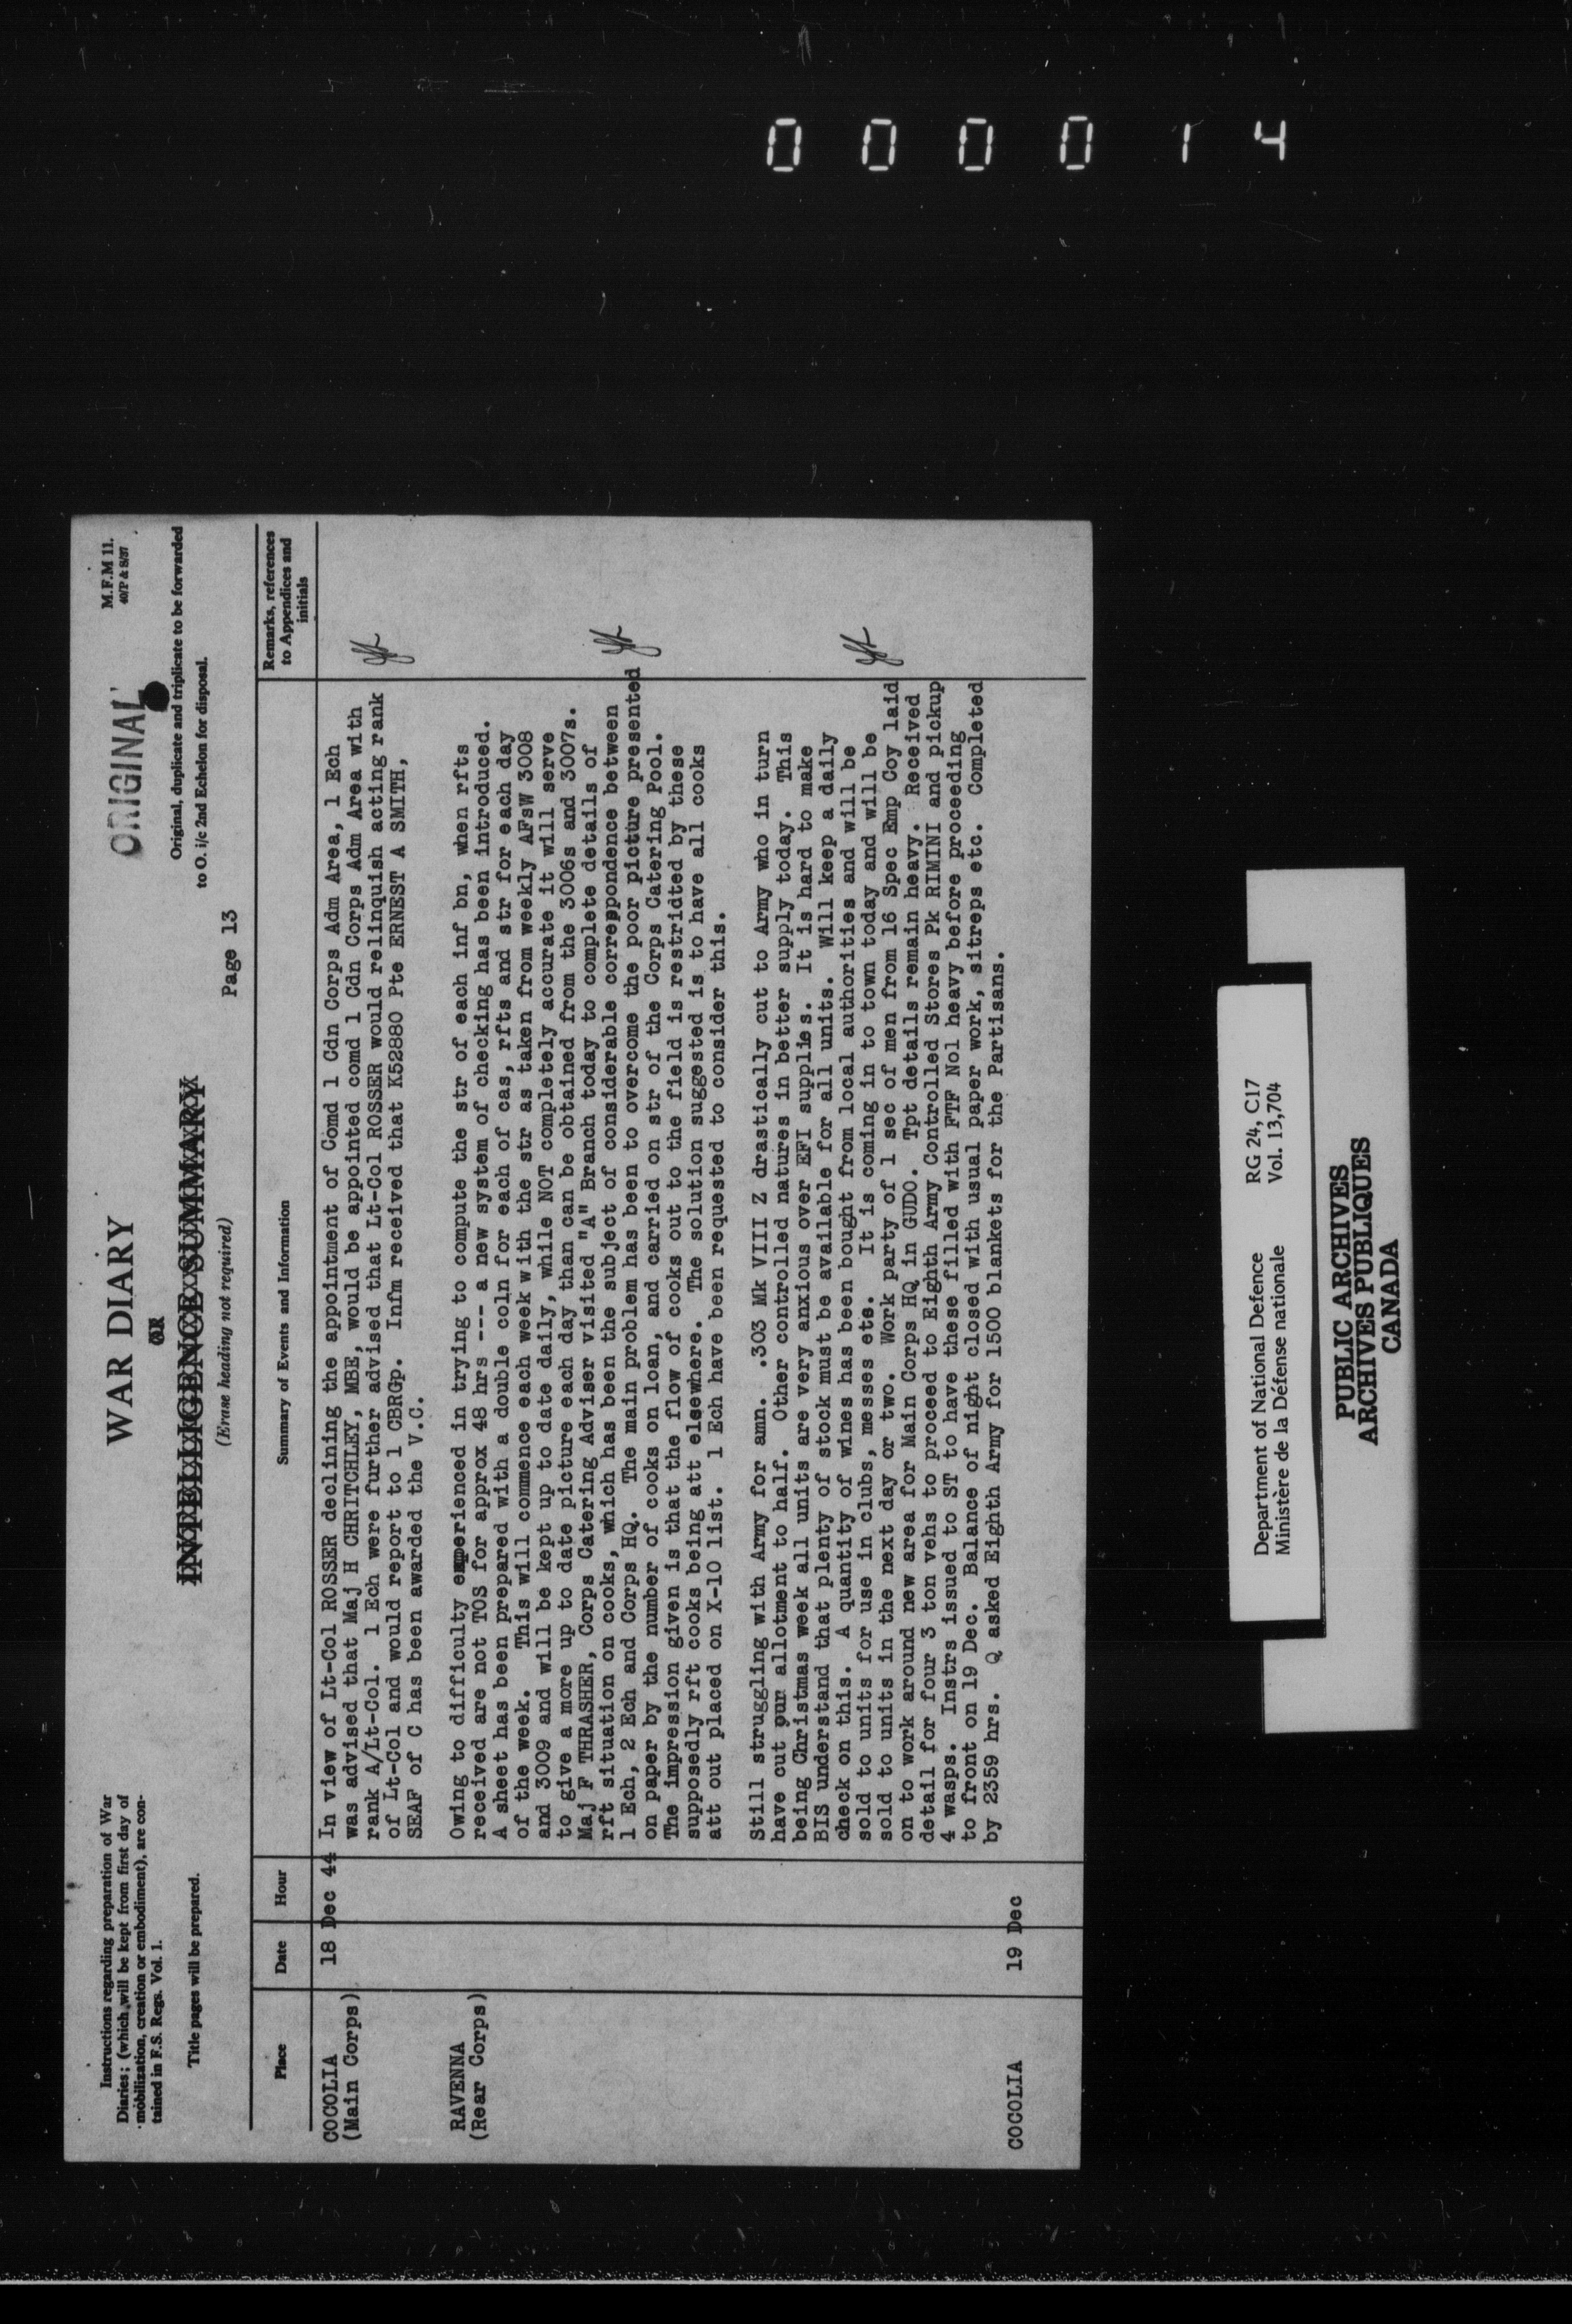 0 0 0 0 1 4
Instructions regarding preparation of War
Diaries; (which will be kept from first day of
mobilization, creation or embodiment), are con-
tained in F.S. Regs. Vol. 1.
Title pages will be prepared.
WAR DIARY
OR
INTELLIGENCE SUMMARY
(Erase heading not required)
Page 13
ORIGINAL
M.F.M 11.
40/P & S/37
Original, duplicate and triplicate to be forwarded
to O. i/c 2nd Echelon for disposal.
Place Date Hour Summary of Events and Information Remarks, references
to Appendices and
initials
COCOLIA 18 Dec 44 In view of Lt-Col ROSSER declining the appointment of Comd 1 Cdn Corps Adm Area, 1 Ech
(Main Corps) was advised that Maj H CHRITCHLEY, MBE, would be appointed comd 1 Cdn Corps Adm Area with
rank A/Lt-Col. 1 Ech were further advised that Lt-Col ROSSER would relinquish acting rank
of Lt-Col and would report to 1 CBRGp. Infm received that K52880 Pte ERNEST A SMITH,
SEAF of C has been awarded the V.C.
RAVENNA Owing to difficulty experienced in trying to compute the str of each inf bn, when rfts
(Rear Corps) received are not TOS for approx 48 hrs --- a new system of checking has been introduced.
A sheet has been prepared with a double coln for each of cas, rfts and str for each day
of the week. This will commence each week with the str as taken from weekly AFsW 3008
and 3009 and will be kept up to date daily, while NOT completely accurate it will serve
to give a more up to date picture each day than can be obtained from the 3006s and 3007s.
Maj F THRASHER, Corps Catering Adviser visited "A" Branch today to complete details of
rft situation on cooks, which has been the subject of considerable correppondence between
1 Ech, 2 Ech and Corps HQ. The main problem has been to overcome the poor picture presented
on paper by the number of cooks on loan, and carried on str of the Corps Catering Pool.
The impression given is that the flow of cooks out to the field is restridted by these
supposedly rft cooks being att elsewhere. The solution suggested is to have all cooks
att out placed on X-10 list. 1 Ech have been requested to consider this.
Still struggling with Army for amn. .303 Mk VIII Z drastically cut to Army who in turn
have cut our allotment to half. Other controlled natures in better supply today. This
being Christmas week all units are very anxious over EFI supplies. It is hard to make
BIS understand that plenty of stock must be available for all units. Will keep a daily
check on this. A quantity of wines has been bought from local authorities and will be
sold to units for use in clubs, messes etc. It is coming in to town today and will be
sold to units in the next day or two. Work party of 1 sec of men from 16 Spec Emp Coy laid
on to work around new area for Main Corps HQ in GUDO. Tpt details remain heavy. Received
detail for four 3 ton vehs to proceed to Eighth Army Controlled Stores Pk RIMINI and pickup
4 wasps. Instrs issued to ST to have these filled with FTF No1 heavy before proceeding
to front on 19 Dec. Balance of night closed with usual paper work, sitreps etc. Completed
by 2359 hrs. Q asked Eighth Army for 1500 blankets for the Partisans.
COCOLIA 19 Dec
Department of National Defence RG 24, C17
Ministère de la Défense nationale Vol. 13,704
PUBLIC ARCHIVES
ARCHIVES PUBLIQUES
CANADA